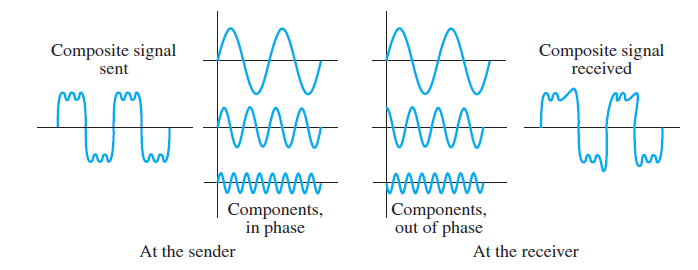 Composite signal
sent
Composite signal
received
Components,
in phase
Components,
out of phase
At the sender
At the receiver